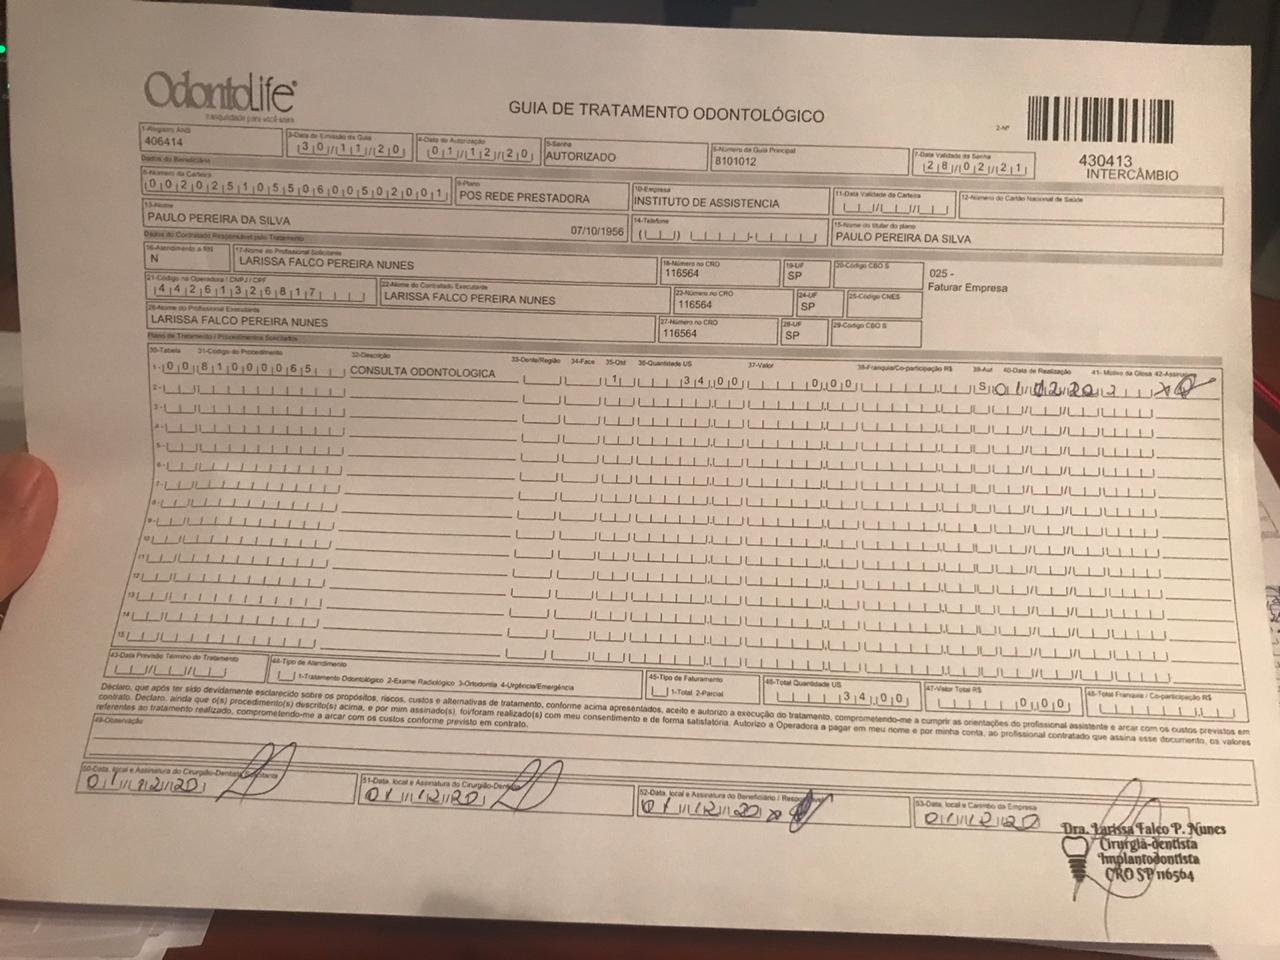 OdontoLife®
tranquilidade para você sorrir
GUIA DE TRATAMENTO ODONTOLÓGICO
2-Nº
430413
INTERCÂMBIO
1-Registro ANS
406414
3-Data de Emissão da Guia
30/11/20
4-Data de Autorização
01/12/20
5-Senha
AUTORIZADO
6-Número da Guia Principal
8101012
7-Data Validade da Senha
28/02/21
Dados do Beneficiário
8-Número da Carteira
00202510550600502001
9-Plano
POS REDE PRESTADORA
10-Empresa
INSTITUTO DE ASSISTENCIA
11-Data Validade da Carteira
12-Número do Cartão Nacional de Saúde
13-Nome
PAULO PEREIRA DA SILVA 07/10/1956
14-Telefone
15-Nome do titular do plano
PAULO PEREIRA DA SILVA
Dados do Contratado Responsável pelo Tratamento
16-Atendimento a RN
N
17-Nome do Profissional Solicitante
LARISSA FALCO PEREIRA NUNES
18-Número no CRO
116564
19-UF
SP
20-Código CBO S
025 -
Faturar Empresa
21-Código na Operadora / CNPJ / CPF
44261326817
22-Nome do Contratado Executante
LARISSA FALCO PEREIRA NUNES
23-Número no CRO
116564
24-UF
SP
25-Código CNES
26-Nome do Profissional Executante
LARISSA FALCO PEREIRA NUNES
27-Número no CRO
116564
28-UF
SP
29-Código CBO S
Plano de Tratamento / Procedimentos Solicitados
30-Tabela 31-Código do Procedimento 32-Descrição 33-Dente/Região 34-Face 35-Qtd 36-Quantidade US 37-Valor 38-Franquia/Co-participação R$ 39-Aut 40-Data de Realização 41- Motivo da Glosa 42-Assinatura
1- 00 81000065 CONSULTA ODONTOLOGICA 1 34,00 0,00 S
2-
3-
4-
5-
6-
7-
8-
9-
10-
11-
12-
13-
14-
15-
43-Data Previsão Término do Tratamento
44-Tipo de Atendimento
1-Tratamento Odontológico 2-Exame Radiológico 3-Ortodontia 4-Urgência/Emergência
45-Tipo de Faturamento
1-Total 2-Parcial
46-Total Quantidade US
34,00
47-Valor Total R$
0,00
48-Total Franquia / Co-participação R$
Declaro, que após ter sido devidamente esclarecido sobre os propósitos, riscos, custos e alternativas de tratamento, conforme acima apresentados, aceito e autorizo a execução do tratamento, comprometendo-me a cumprir as orientações do profissional assistente e arcar com os custos previstos em
contrato. Declaro, ainda que o(s) procedimento(s) descrito(s) acima, e por mim assinado(s), foi/foram realizado(s) com meu consentimento e de forma satisfatória. Autorizo a Operadora a pagar em meu nome e por minha conta, ao profissional contratado que assina esse documento, os valores
referentes ao tratamento realizado, comprometendo-me a arcar com os custos conforme previsto em contrato.
49-Observação
50-Data, local e Assinatura do Cirurgião-Dentista Solicitante
01/12/20
51-Data, local e Assinatura do Cirurgião-Dentista
01/12/20
52-Data, local e Assinatura do Beneficiário / Responsável
01/12/20
53-Data, local e Carimbo da Empresa
01/12/20
Dra. Larissa Falco P. Nunes
Cirurgiã-dentista
Implantodontista
CRO SP 116564